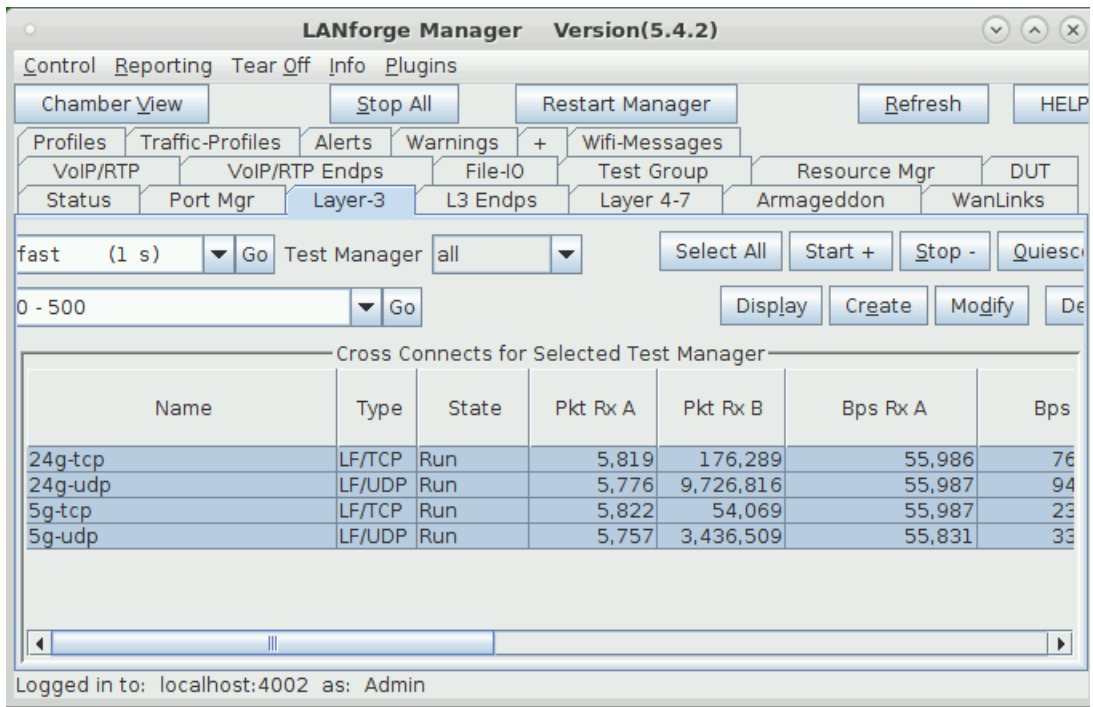 LANforge Manager Version(5.4.2)
Control Reporting Tear Off Info Plugins
Chamber View Stop All Restart Manager Refresh HELP
Profiles Traffic-Profiles Alerts Warnings + Wifi-Messages
VoIP/RTP VoIP/RTP Endps File-IO Test Group Resource Mgr DUT
Status Port Mgr Layer-3 L3 Endps Layer 4-7 Armageddon WanLinks
fast (1 s) Go Test Manager all Select All Start + Stop - Quiesc
0 - 500 Go Display Create Modify De
Cross Connects for Selected Test Manager
Name Type State Pkt Rx A Pkt Rx B Bps Rx A Bps
24g-tcp LF/TCP Run 5,819 176,289 55,986 76
24g-udp LF/UDP Run 5,776 9,726,816 55,987 94
5g-tcp LF/TCP Run 5,822 54,069 55,987 23
5g-udp LF/UDP Run 5,757 3,436,509 55,831 33
Logged in to: localhost:4002 as: Admin